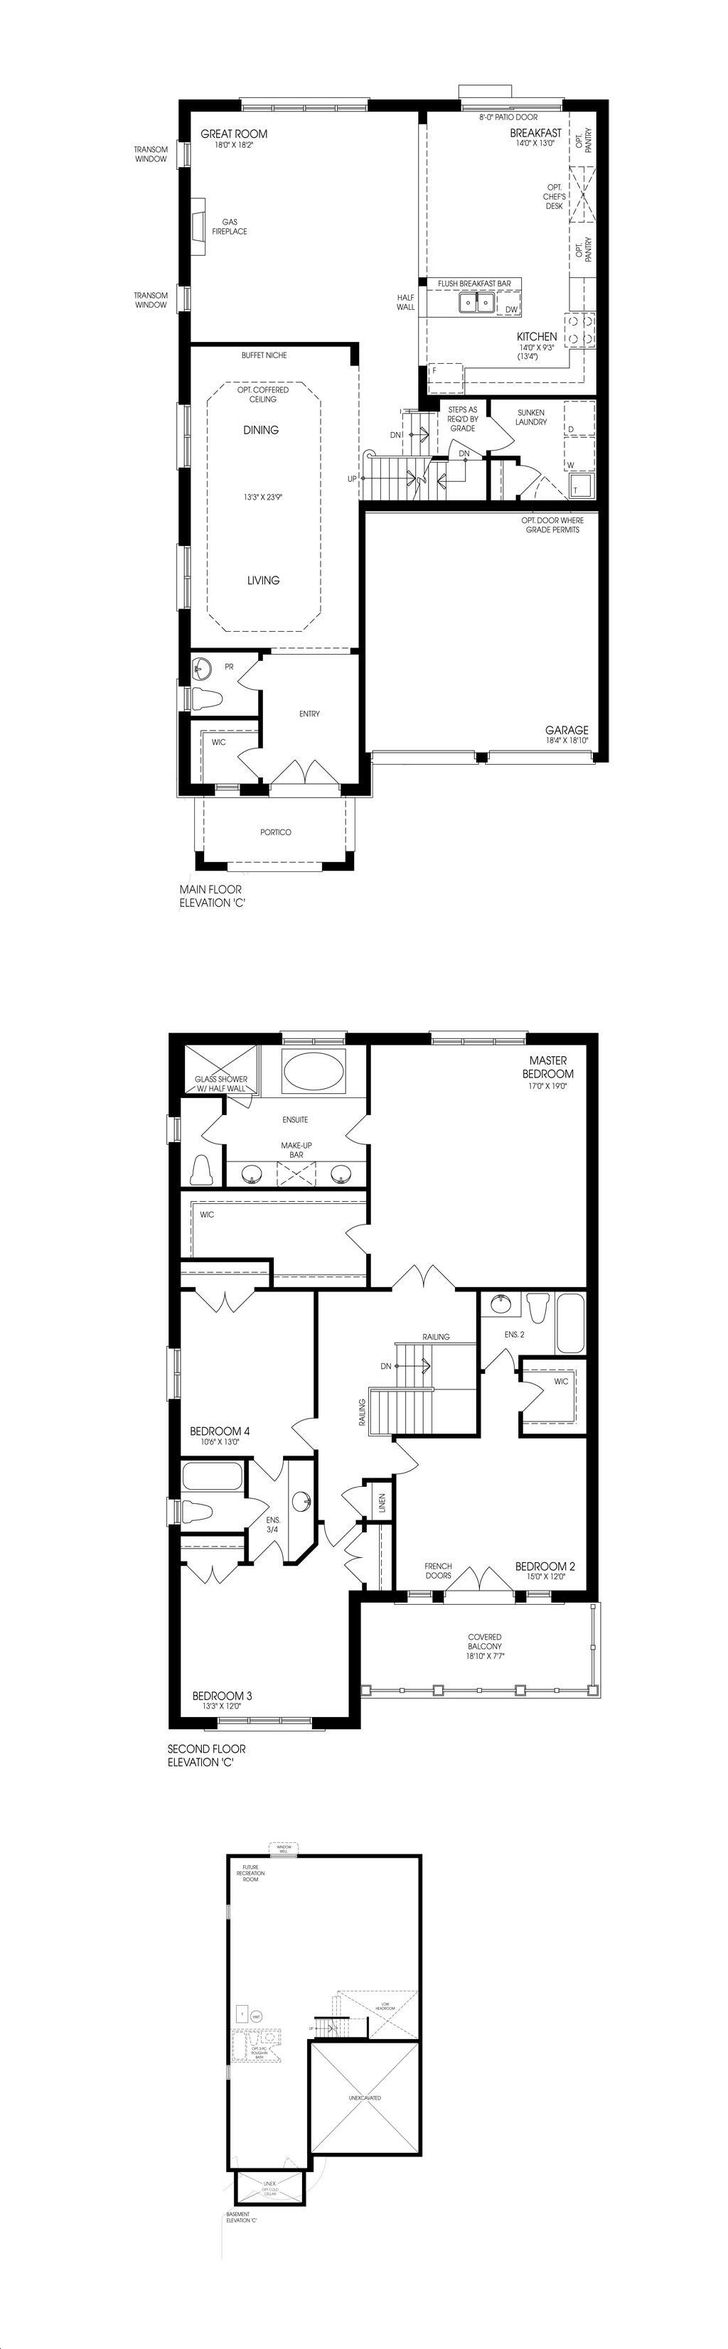 8'-0" PATIO DOOR
GREAT ROOM
18'0" X 18'2"
BREAKFAST
14'0" X 13'0"
OPT.
PANTRY
TRANSOM
WINDOW
OPT.
CHEF'S
DESK
GAS
FIREPLACE
OPT.
PANTRY
FLUSH BREAKFAST BAR
TRANSOM
WINDOW
HALF
WALL
DW
KITCHEN
14'0" X 9'3"
(13'4")
BUFFET NICHE
F
OPT. COFFERED
CEILING
STEPS AS
REQ'D BY
GRADE
SUNKEN
LAUNDRY
DINING
DN
D
DN
W
UP
T
13'3" X 23'9"
OPT. DOOR WHERE
GRADE PERMITS
LIVING
PR
ENTRY
WIC
GARAGE
18'4" X 18'10"
PORTICO
MAIN FLOOR
ELEVATION 'C'
MASTER
BEDROOM
17'0" X 19'0"
GLASS SHOWER
W/ HALF WALL
ENSUITE
MAKE-UP
BAR
WIC
ENS. 2
RAILING
DN
WIC
RAILING
BEDROOM 4
10'6" X 13'0"
LINEN
ENS.
3/4
FRENCH
DOORS
BEDROOM 2
15'0" X 12'0"
COVERED
BALCONY
18'10" X 7'7"
BEDROOM 3
13'3" X 12'0"
SECOND FLOOR
ELEVATION 'C'
WINDOW
WELL
FUTURE
RECREATION
ROOM
LOW
HEADROOM
F
HWT
UP
OPT. 3 PC.
ROUGH-IN
BATH
UNEXCAVATED
UNEX.
OPT. COLD
CELLAR
BASEMENT
ELEVATION 'C'